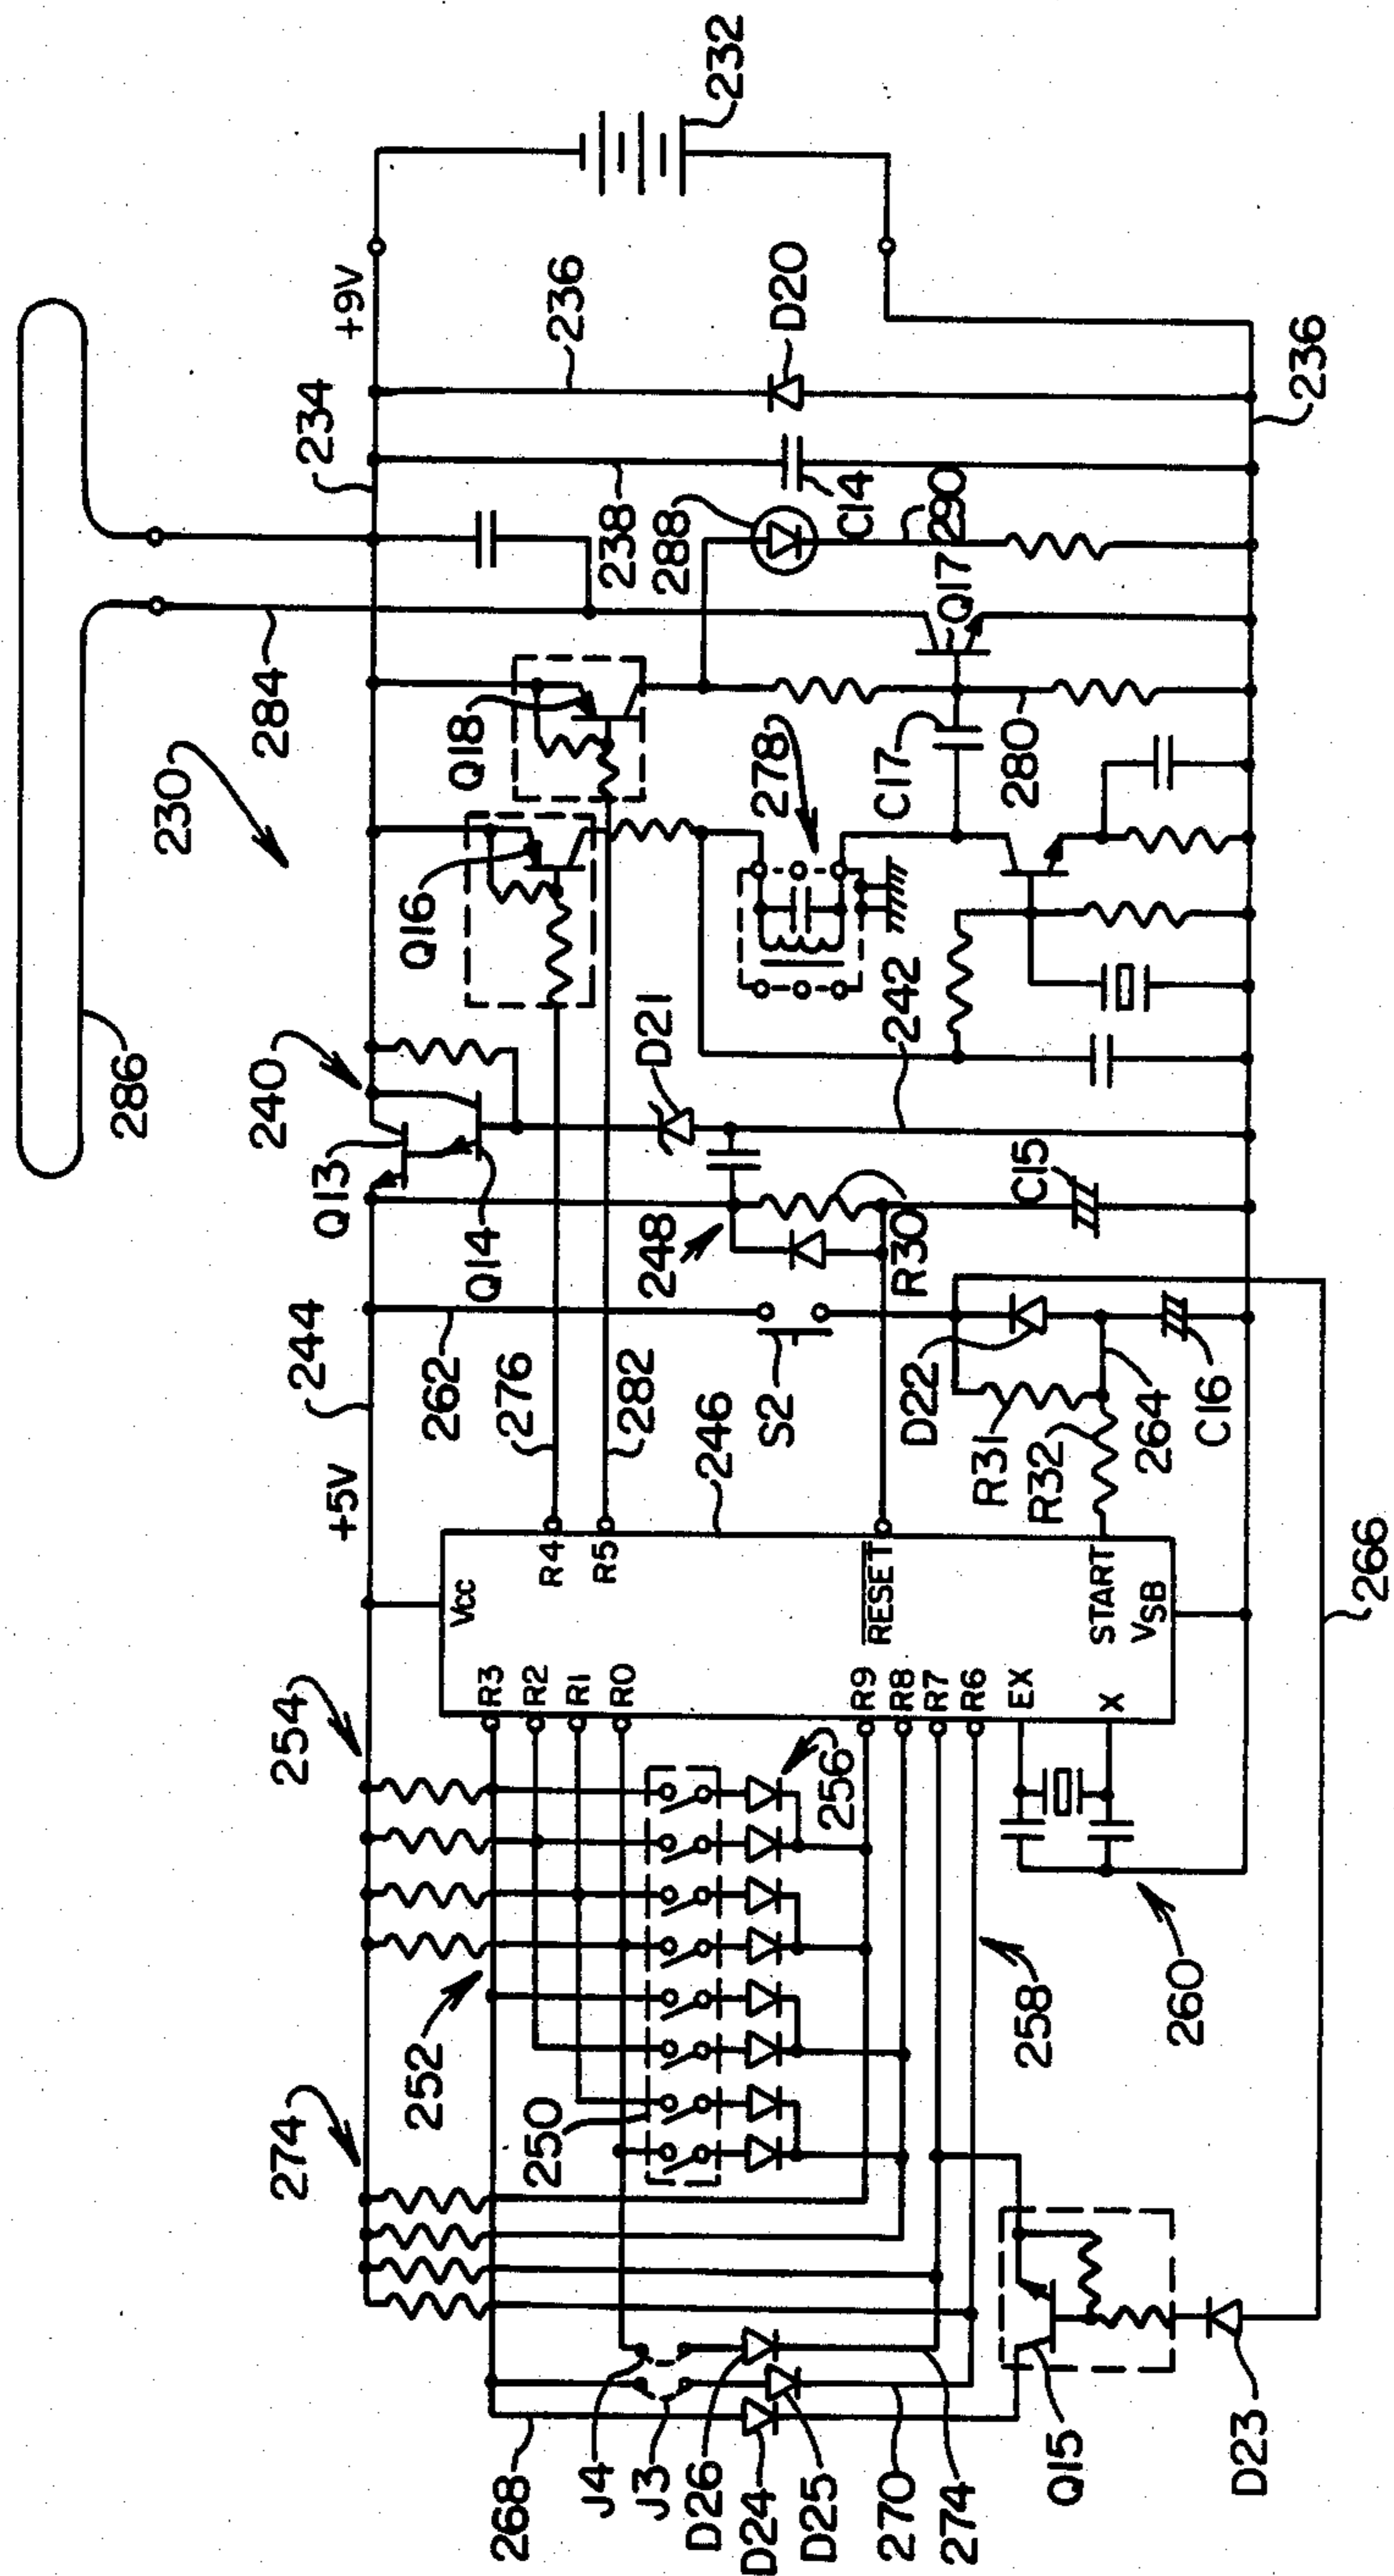 286
284
230
+9V
232
234
236
D20
238
C14
288
290
Q17
Q18
280
C17
278
Q16
242
240
D21
Q13
Q14
248
R30
C15
244
+5V
262
276
282
S2
D22
R31
R32
264
C16
246
266
Vcc
R4
R5
RESET
START
VSB
R3
R2
R1
R0
R9
R8
R7
R6
EX
X
254
256
252
250
258
260
274
268
J4
J3
D26
D24
D25
270
274
Q15
D23
236